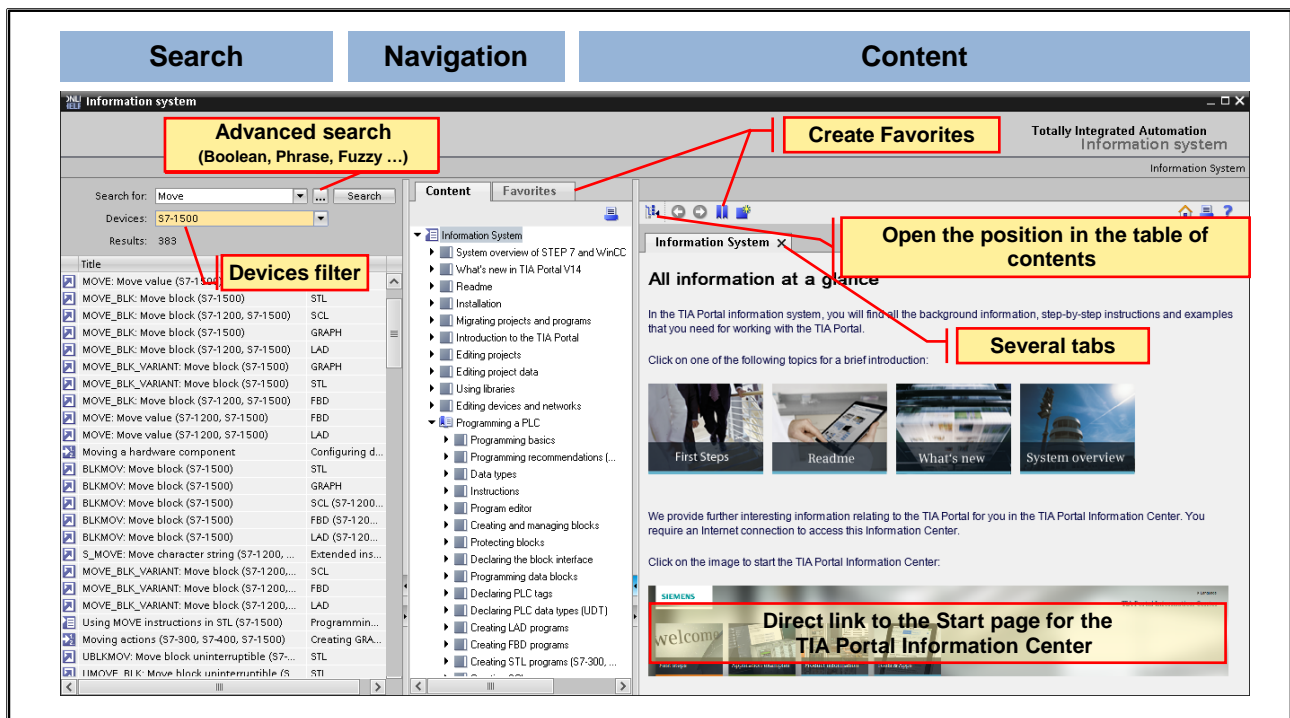 Search
Navigation
Content
Information system
Advanced search
(Boolean, Phrase, Fuzzy ...)
Create Favorites
Totally Integrated Automation
Information system
Information System
Search for: Move ... Search
Devices: S7-1500
Results: 383
Devices filter
Title
MOVE: Move value (S7-1500)
MOVE_BLK: Move block (S7-1500) STL
MOVE_BLK: Move block (S7-1200, S7-1500) SCL
MOVE_BLK: Move block (S7-1500) GRAPH
MOVE_BLK: Move block (S7-1200, S7-1500) LAD
MOVE_BLK_VARIANT: Move block (S7-1500) GRAPH
MOVE_BLK_VARIANT: Move block (S7-1500) STL
MOVE_BLK: Move block (S7-1200, S7-1500) FBD
MOVE: Move value (S7-1200, S7-1500) FBD
MOVE: Move value (S7-1200, S7-1500) LAD
Moving a hardware component Configuring d...
BLKMOV: Move block (S7-1500) STL
BLKMOV: Move block (S7-1500) GRAPH
BLKMOV: Move block (S7-1500) SCL (S7-1200...
BLKMOV: Move block (S7-1500) FBD (S7-120...
BLKMOV: Move block (S7-1500) LAD (S7-120...
S_MOVE: Move character string (S7-1200, ... Extended ins...
MOVE_BLK_VARIANT: Move block (S7-1200,... SCL
MOVE_BLK_VARIANT: Move block (S7-1200,... FBD
MOVE_BLK_VARIANT: Move block (S7-1200,... LAD
Using MOVE instructions in STL (S7-1500) Programmin...
Moving actions (S7-300, S7-400, S7-1500) Creating GRA...
UBLKMOV: Move block uninterruptible (S7-... STL
UMOVE_BLK: Move block uninterruptible (S... STL
Content
Favorites
Information System
System overview of STEP 7 and WinCC
What's new in TIA Portal V14
Readme
Installation
Migrating projects and programs
Introduction to the TIA Portal
Editing projects
Editing project data
Using libraries
Editing devices and networks
Programming a PLC
Programming basics
Programming recommendations (...
Data types
Instructions
Program editor
Creating and managing blocks
Protecting blocks
Declaring the block interface
Programming data blocks
Declaring PLC tags
Declaring PLC data types (UDT)
Creating LAD programs
Creating FBD programs
Creating STL programs (S7-300, ...
Information System
Open the position in the table of
contents
All information at a glance
In the TIA Portal information system, you will find all the background information, step-by-step instructions and examples
that you need for working with the TIA Portal.
Several tabs
Click on one of the following topics for a brief introduction:
First Steps
Readme
What's new
System overview
We provide further interesting information relating to the TIA Portal for you in the TIA Portal Information Center. You
require an Internet connection to access this Information Center.
Click on the image to start the TIA Portal Information Center:
SIEMENS
welcome
Direct link to the Start page for the
TIA Portal Information Center